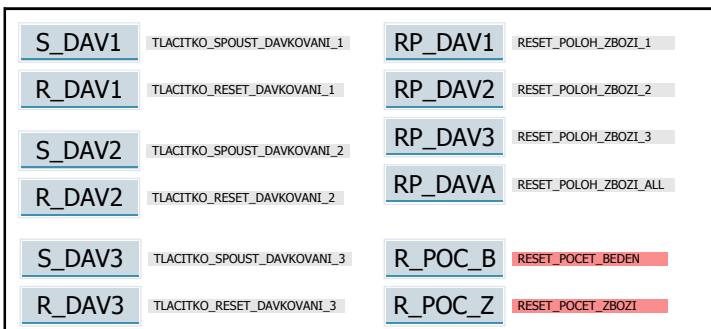 S_DAV1 TLACITKO_SPOUST_DAVKOVANI_1
R_DAV1 TLACITKO_RESET_DAVKOVANI_1
S_DAV2 TLACITKO_SPOUST_DAVKOVANI_2
R_DAV2 TLACITKO_RESET_DAVKOVANI_2
S_DAV3 TLACITKO_SPOUST_DAVKOVANI_3
R_DAV3 TLACITKO_RESET_DAVKOVANI_3
RP_DAV1 RESET_POLOH_ZBOZI_1
RP_DAV2 RESET_POLOH_ZBOZI_2
RP_DAV3 RESET_POLOH_ZBOZI_3
RP_DAVA RESET_POLOH_ZBOZI_ALL
R_POC_B RESET_POCET_BEDEN
R_POC_Z RESET_POCET_ZBOZI